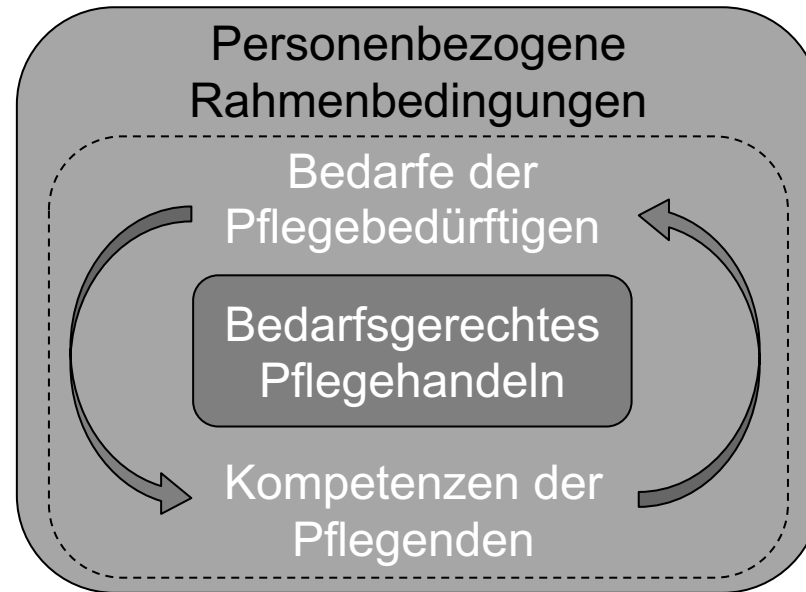 Personenbezogene
Rahmenbedingungen
Bedarfe der
Pflegebedürftigen
Bedarfsgerechtes
Pflegehandeln
Kompetenzen der
Pflegenden